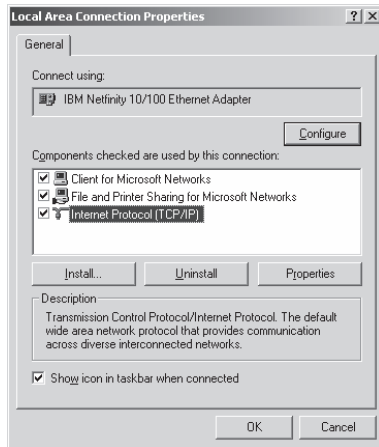 Local Area Connection Properties
General
Connect using:
IBM Netfinity 10/100 Ethernet Adapter
Configure
Components checked are used by this connection:
Client for Microsoft Networks
File and Printer Sharing for Microsoft Networks
Internet Protocol (TCP/IP)
Install... Uninstall Properties
Description
Transmission Control Protocol/Internet Protocol. The default
wide area network protocol that provides communication
across diverse interconnected networks.
Show icon in taskbar when connected
OK Cancel